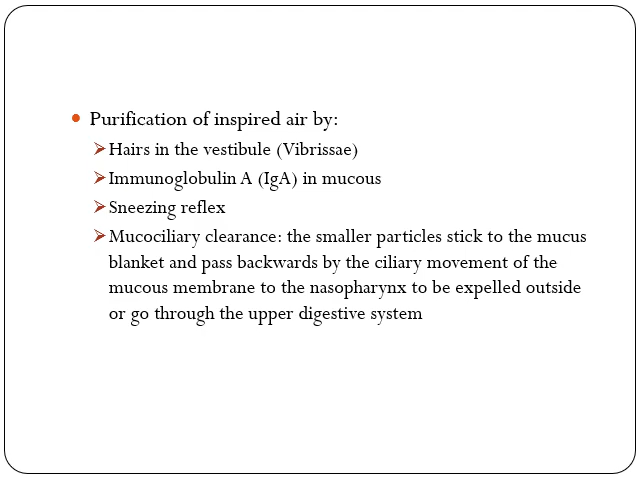 Purification of inspired air by:
Hairs in the vestibule (Vibrissae)
Immunoglobulin A (IgA) in mucous
Sneezing reflex
Mucociliary clearance: the smaller particles stick to the mucus
blanket and pass backwards by the ciliary movement of the
mucous membrane to the nasopharynx to be expelled outside
or go through the upper digestive system